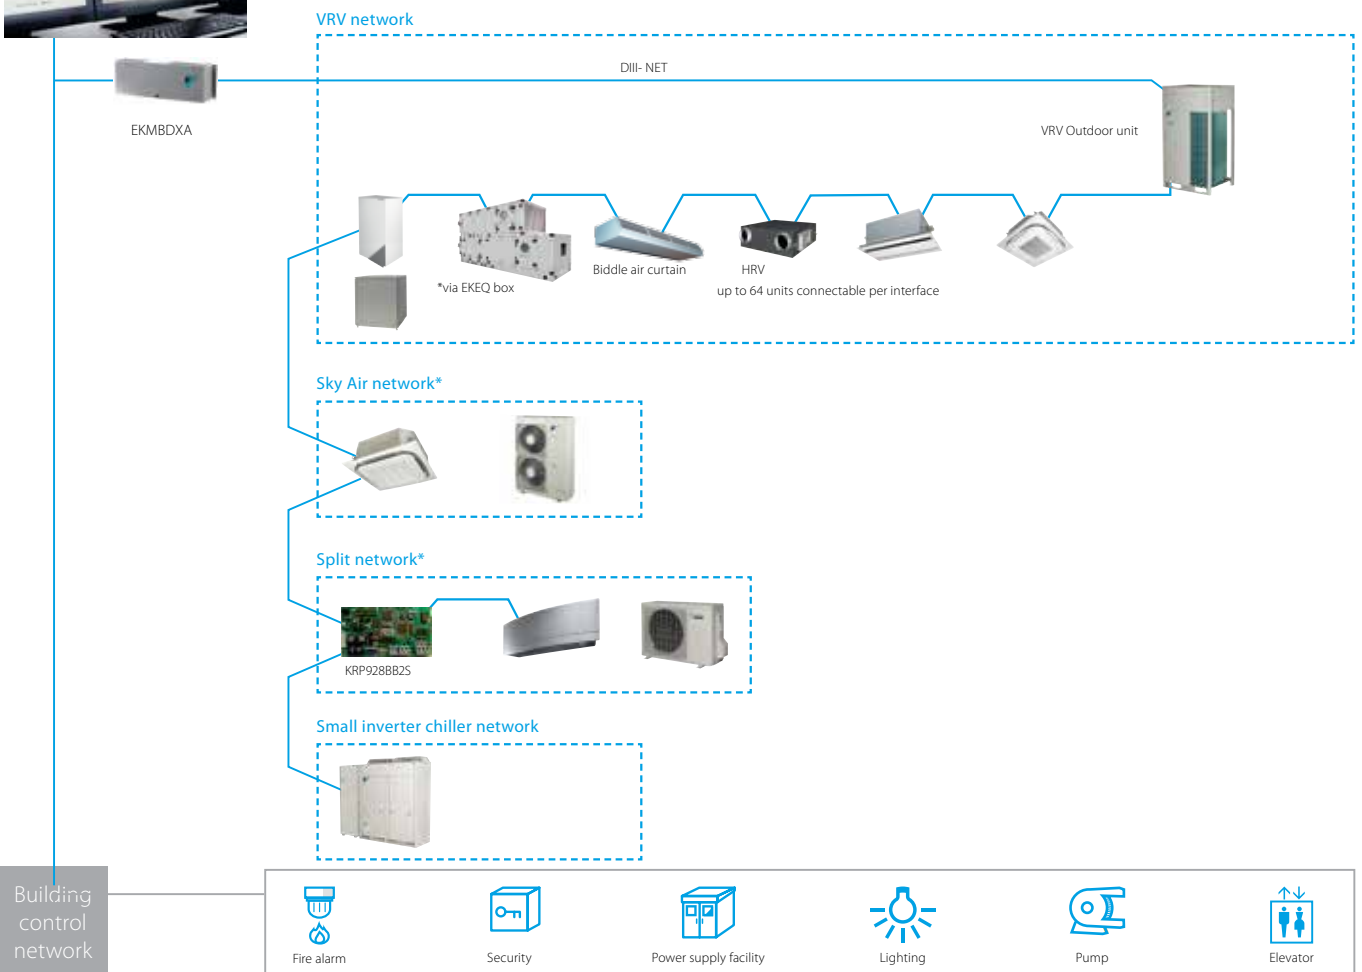 VRV network
DIII- NET
EKMBDXA
VRV Outdoor unit
Biddle air curtain
HRV
*via EKEQ box
up to 64 units connectable per interface
Sky Air network*
Split network*
KRP928BB2S
Small inverter chiller network
Building
control
network
Fire alarm
Security
Power supply facility
Lighting
Pump
Elevator